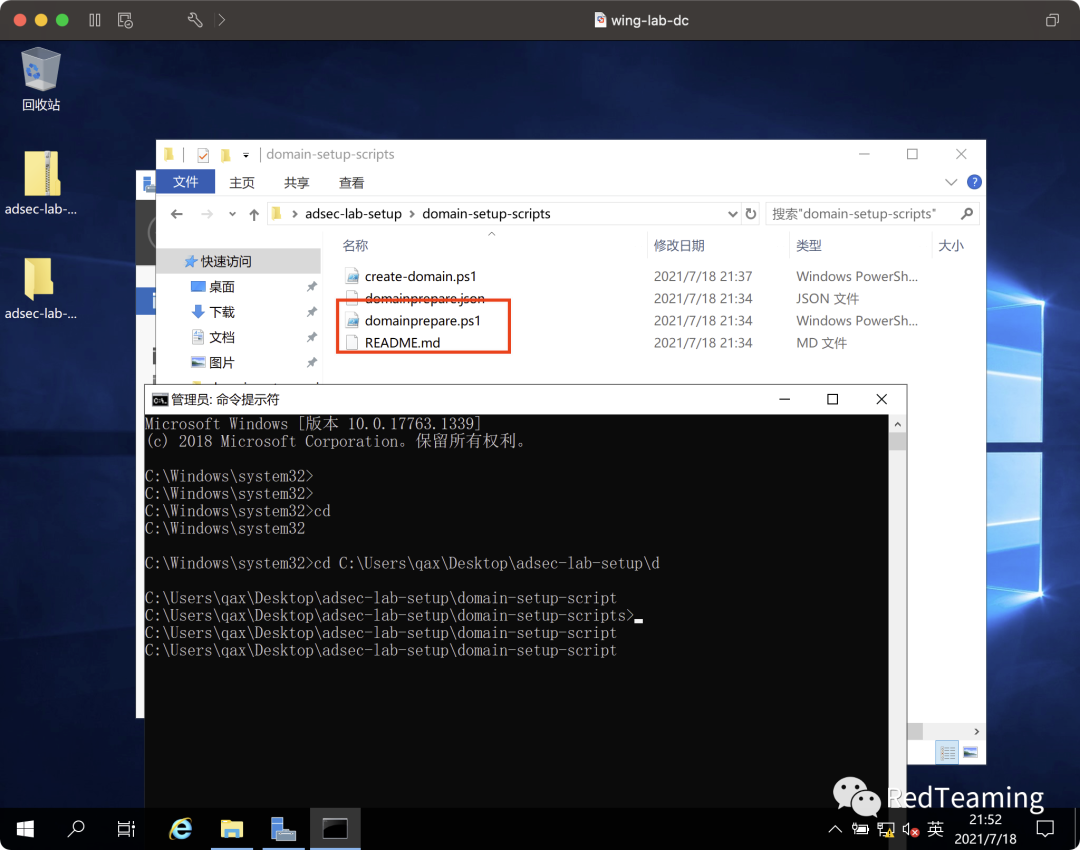 wing-lab-dc
回收站
adsec-lab-...
adsec-lab-...
domain-setup-scripts
文件 主页 共享 查看
adsec-lab-setup domain-setup-scripts
搜索"domain-setup-scripts"
名称 修改日期 类型 大小
快速访问
桌面
下载
文档
图片
create-domain.ps1 2021/7/18 21:37 Windows PowerSh...
domainprepare.json 2021/7/18 21:34 JSON 文件
domainprepare.ps1 2021/7/18 21:34 Windows PowerSh...
README.md 2021/7/18 21:34 MD 文件
管理员: 命令提示符
Microsoft Windows [版本 10.0.17763.1339]
(c) 2018 Microsoft Corporation。保留所有权利。
C:\Windows\system32>
C:\Windows\system32>
C:\Windows\system32>cd
C:\Windows\system32
C:\Windows\system32>cd C:\Users\qax\Desktop\adsec-lab-setup\d
C:\Users\qax\Desktop\adsec-lab-setup\domain-setup-script
C:\Users\qax\Desktop\adsec-lab-setup\domain-setup-scripts>
C:\Users\qax\Desktop\adsec-lab-setup\domain-setup-script
C:\Users\qax\Desktop\adsec-lab-setup\domain-setup-script
RedTeaming
英
21:52
2021/7/18